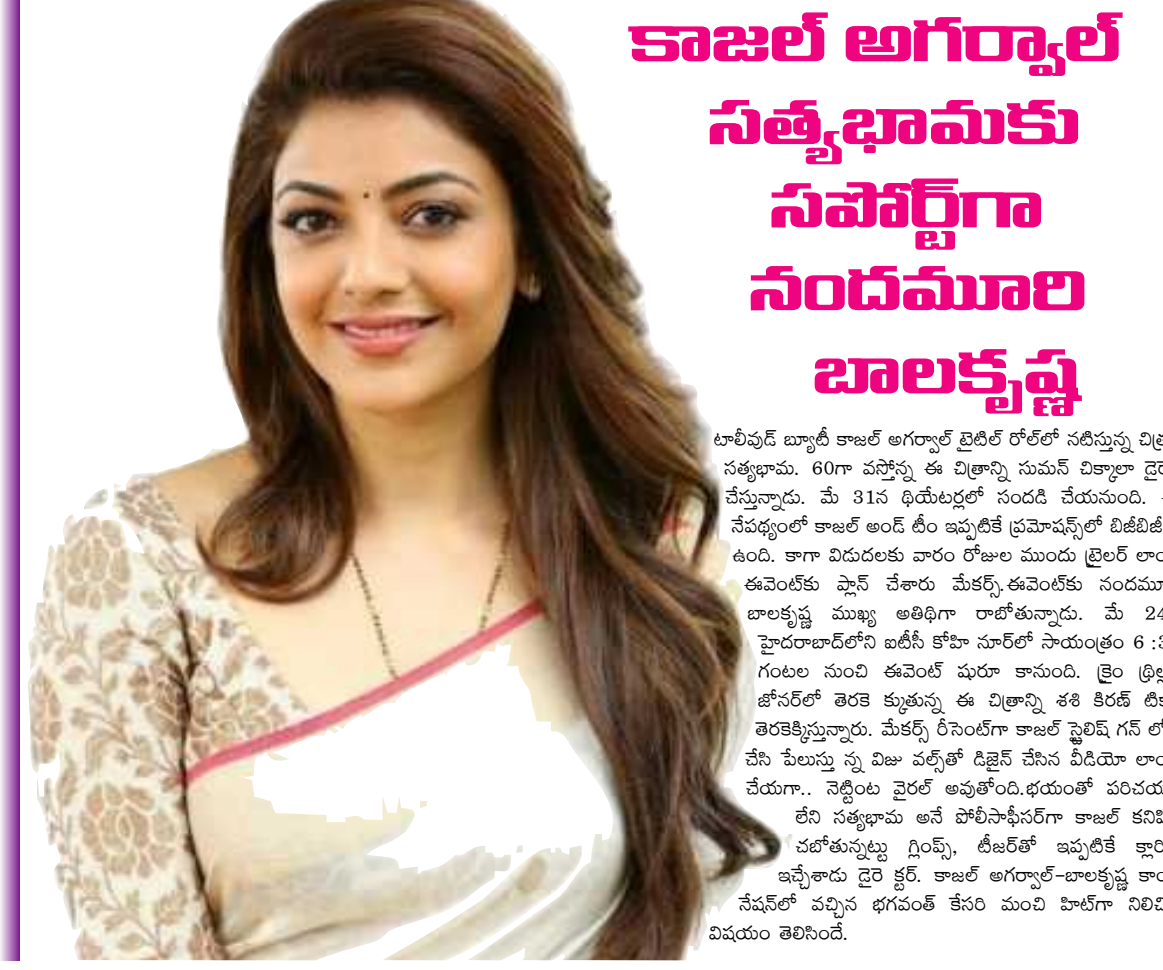 కాజల్ అగర్వాల్
సత్యభామకు
సపోర్ట్‌గా
నందమూరి
బాలకృష్ణ
టాలీవుడ్ బ్యూటీ కాజల్ అగర్వాల్ టైటిల్ రోల్‌లో నటిస్తున్న
సత్యభామ. 60గా వస్తోన్న ఈ చిత్రాన్ని సుమన్ చిక్కాలా
చేస్తున్నాడు. మే 31న థియేటర్లలో సందడి చేయనుంది.
నేపథ్యంలో కాజల్ అండ్ టీం ఇప్పటికే ప్రమోషన్స్‌లో బిజీబిజీ
ఉంది. కాగా విడుదలకు వారం రోజుల ముందు ట్రైలర్
ఈవెంట్‌కు ప్లాన్ చేశారు మేకర్స్.ఈవెంట్‌కు
బాలకృష్ణ ముఖ్య అతిథిగా రాబోతున్నాడు. మే 24
హైదరాబాద్‌లోని ఐటీసీ కోహి నూర్‌లో సాయంత్రం
గంటల నుంచి ఈవెంట్ షురూ కానుంది. క్రైం
జోనర్‌లో తెరకె క్కుతున్న ఈ చిత్రాన్ని శశి కిరణ్
తెరకెక్కిస్తున్నారు. మేకర్స్ రీసెంట్‌గా కాజల్ స్టైలిష్ గన్
చేసి పేలుస్తు న్న విజు వల్స్‌తో డిజైన్ చేసిన వీడియో
చేయగా.. నెట్టింట వైరల్ అవుతోంది.భయంతో
లేని సత్యభామ అనే పోలీసాఫీసర్‌గా కాజల్
చబోతున్నట్టు గ్లింప్స్, టీజర్‌తో ఇప్పటికే
ఇచ్చేశాడు డైరె క్టర్. కాజల్ అగర్వాల్–బాలకృష్ణ
నేషన్‌లో వచ్చిన భగవంత్ కేసరి మంచి హిట్‌గా
విషయం తెలిసిందే.